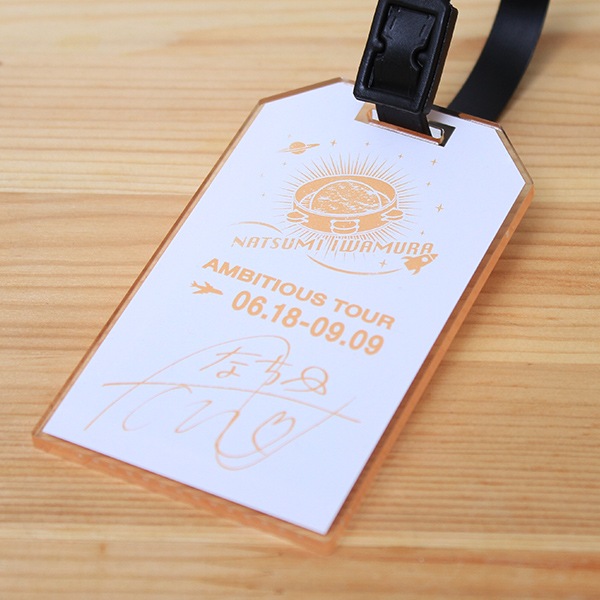 NATSUMI IWAMURA
AMBITIOUS TOUR
06.18-09.09